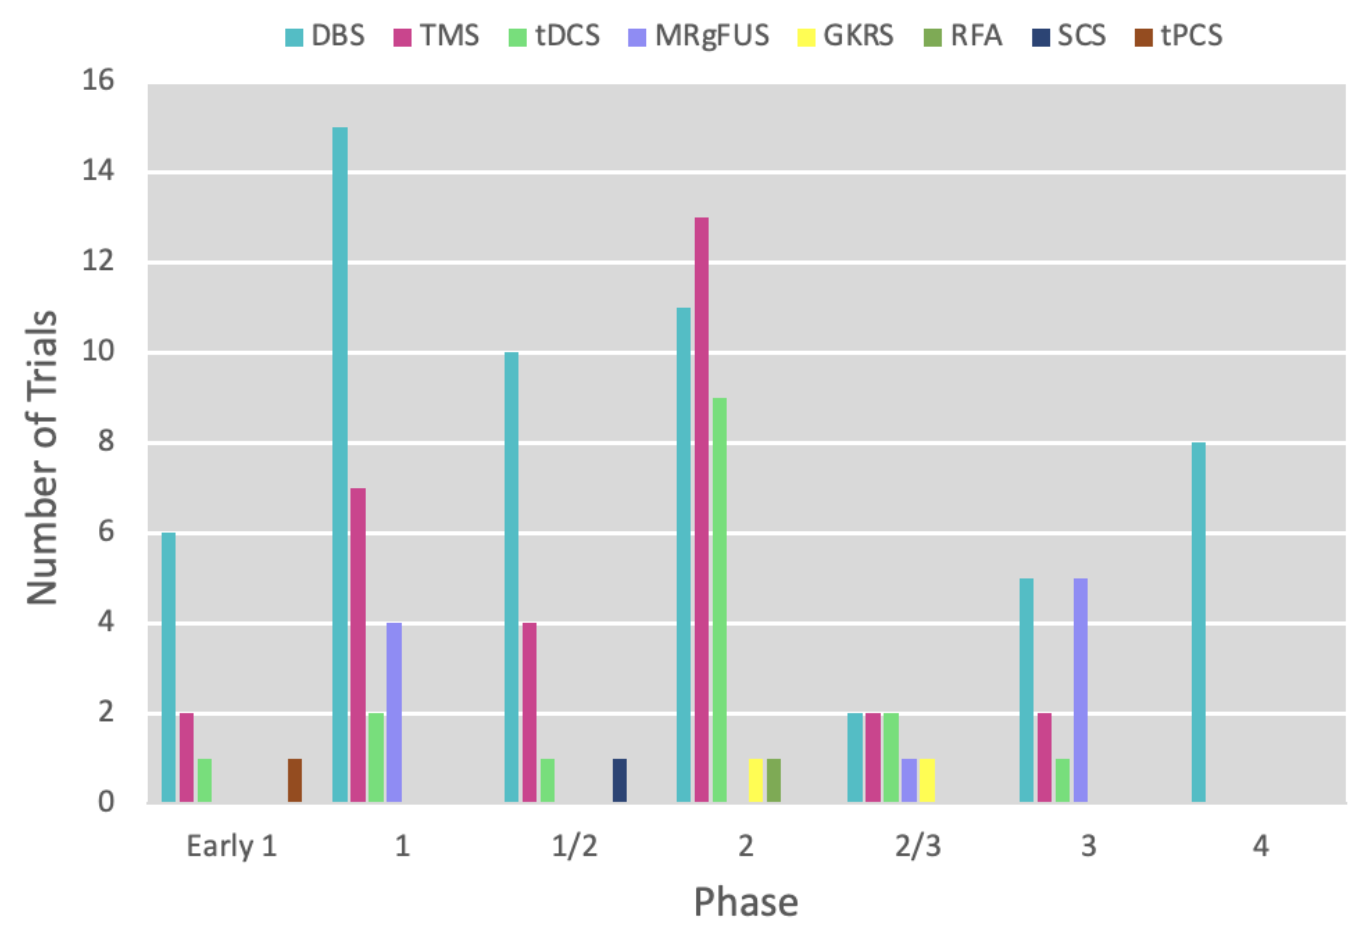 DBS TMS tDCS MRgFUS GKRS RFA SCS tPCS
16
14
12
10
8
6
4
2
0
Number of Trials
Early 1 1 1/2 2 2/3 3 4
Phase